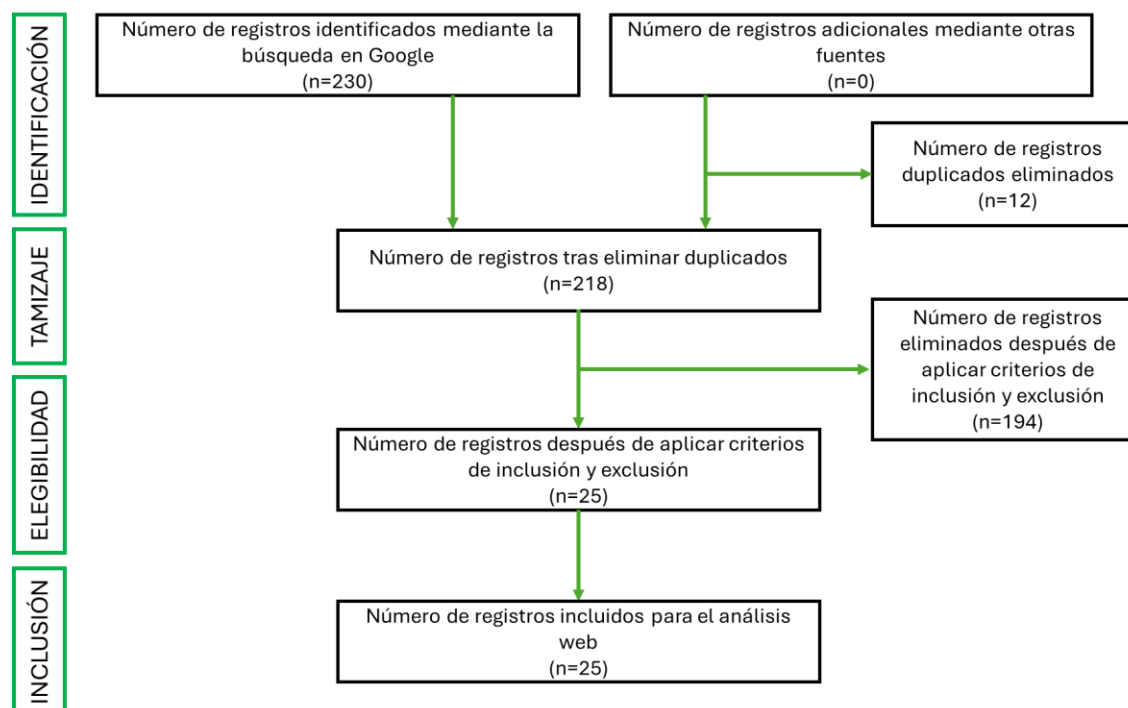 IDENTIFICACIÓN
Número de registros identificados mediante la
búsqueda en Google
(n=230)
Número de registros adicionales mediante otras
fuentes
(n=0)
Número de registros
duplicados eliminados
(n=12)
TAMIZAJE
Número de registros tras eliminar duplicados
(n=218)
Número de registros
eliminados después de
aplicar criterios de
inclusión y exclusión
(n=194)
ELEGIBILIDAD
Número de registros después de aplicar criterios
de inclusión y exclusión
(n=25)
INCLUSIÓN
Número de registros incluidos para el análisis
web
(n=25)